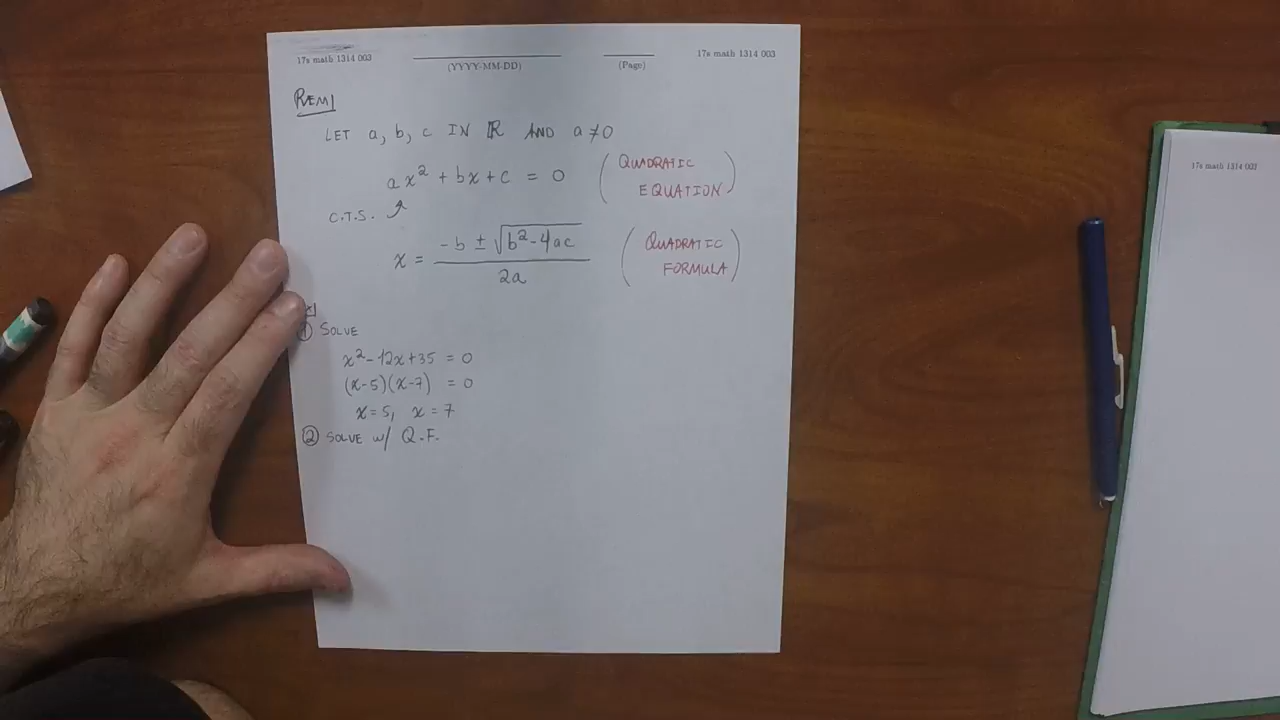 17s math 1314 003
(YYYY-MM-DD)
(Page)
17s math 1314 003
REM
LET a, b, c IN ℝ AND a ≠ 0
ax² + bx + c = 0
(QUADRATIC
EQUATION)
C.T.S.
x = (-b ± √(b²-4ac)) / 2a
(QUADRATIC
FORMULA)
① SOLVE
x² - 12x + 35 = 0
(x-5)(x-7) = 0
x = 5, x = 7
② SOLVE w/ Q.F.
17s math 1314 003